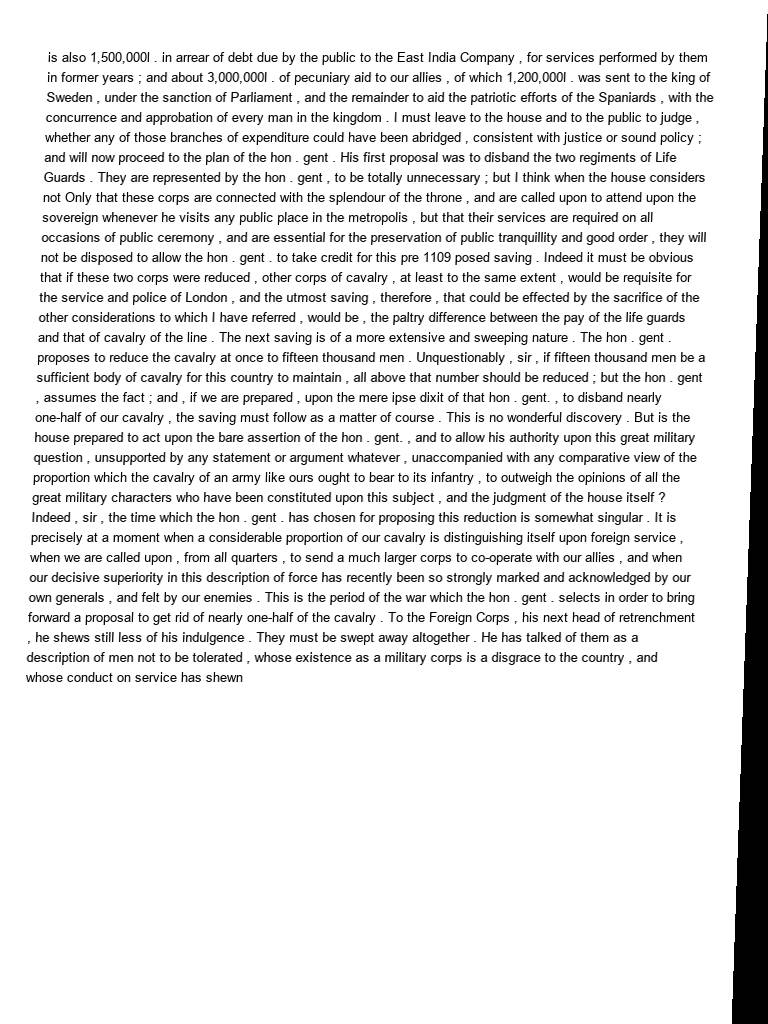 is also 1,500,000l . in arrear of debt due by the public to the East India Company , for services performed by them
in former years ; and about 3,000,000l . of pecuniary aid to our allies , of which 1,200,000l . was sent to the king of
Sweden , under the sanction of Parliament , and the remainder to aid the patriotic efforts of the Spaniards , with the
concurrence and approbation of every man in the kingdom . I must leave to the house and to the public to judge ,
whether any of those branches of expenditure could have been abridged , consistent with justice or sound policy ;
and will now proceed to the plan of the hon . gent . His first proposal was to disband the two regiments of Life
Guards . They are represented by the hon . gent , to be totally unnecessary ; but I think when the house considers
not Only that these corps are connected with the splendour of the throne , and are called upon to attend upon the
sovereign whenever he visits any public place in the metropolis , but that their services are required on all
occasions of public ceremony , and are essential for the preservation of public tranquillity and good order , they will
not be disposed to allow the hon . gent . to take credit for this pre 1109 posed saving . Indeed it must be obvious
that if these two corps were reduced , other corps of cavalry , at least to the same extent , would be requisite for
the service and police of London , and the utmost saving , therefore , that could be effected by the sacrifice of the
other considerations to which I have referred , would be , the paltry difference between the pay of the life guards
and that of cavalry of the line . The next saving is of a more extensive and sweeping nature . The hon . gent .
proposes to reduce the cavalry at once to fifteen thousand men . Unquestionably , sir , if fifteen thousand men be a
sufficient body of cavalry for this country to maintain , all above that number should be reduced ; but the hon . gent
, assumes the fact ; and , if we are prepared , upon the mere ipse dixit of that hon . gent. , to disband nearly
one-half of our cavalry , the saving must follow as a matter of course . This is no wonderful discovery . But is the
house prepared to act upon the bare assertion of the hon . gent. , and to allow his authority upon this great military
question , unsupported by any statement or argument whatever , unaccompanied with any comparative view of the
proportion which the cavalry of an army like ours ought to bear to its infantry , to outweigh the opinions of all the
great military characters who have been constituted upon this subject , and the judgment of the house itself ?
Indeed , sir , the time which the hon . gent . has chosen for proposing this reduction is somewhat singular . It is
precisely at a moment when a considerable proportion of our cavalry is distinguishing itself upon foreign service ,
when we are called upon , from all quarters , to send a much larger corps to co-operate with our allies , and when
our decisive superiority in this description of force has recently been so strongly marked and acknowledged by our
own generals , and felt by our enemies . This is the period of the war which the hon . gent . selects in order to bring
forward a proposal to get rid of nearly one-half of the cavalry . To the Foreign Corps , his next head of retrenchment
, he shews still less of his indulgence . They must be swept away altogether . He has talked of them as a
description of men not to be tolerated , whose existence as a military corps is a disgrace to the country , and
whose conduct on service has shewn